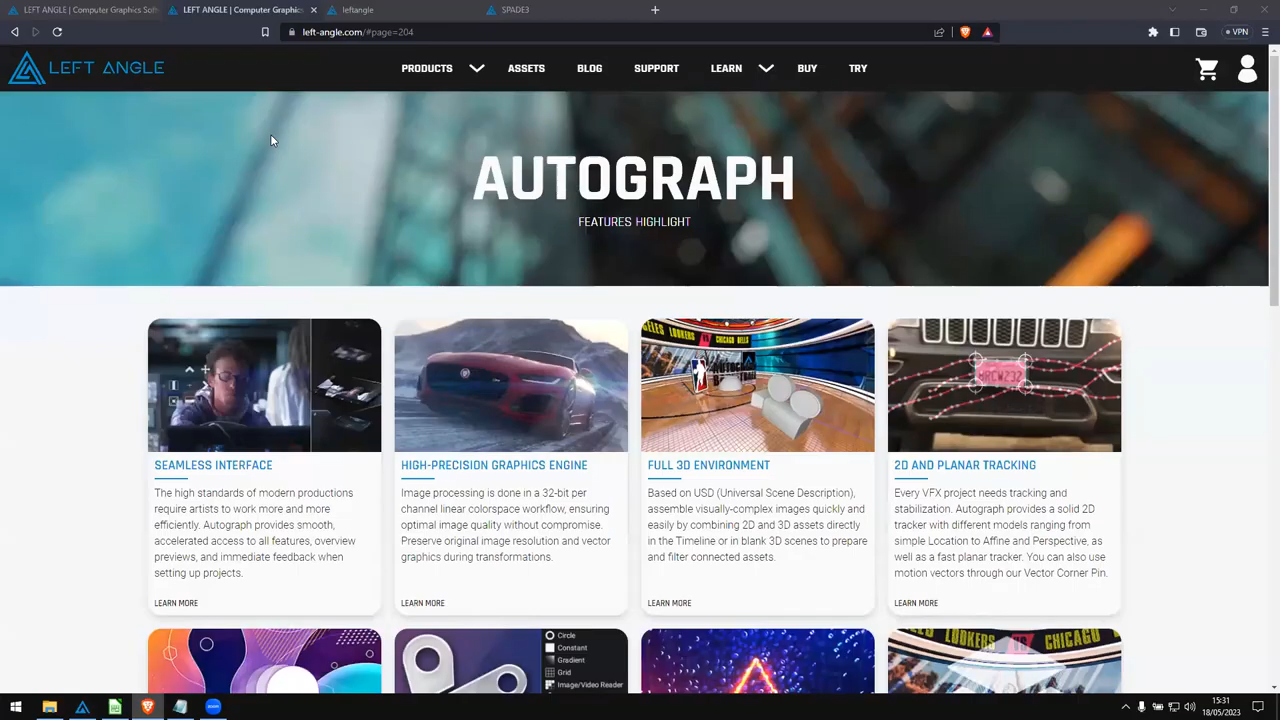 LEFT ANGLE | Computer Graphics Soft
LEFT ANGLE | Computer Graphics
leftangle
SPADE3
left-angle.com/#page=204
VPN
LEFT ANGLE
PRODUCTS
ASSETS
BLOG
SUPPORT
LEARN
BUY
TRY
AUTOGRAPH
FEATURES HIGHLIGHT
SEAMLESS INTERFACE
The high standards of modern productions
require artists to work more and more
efficiently. Autograph provides smooth,
accelerated access to all features, overview
previews, and immediate feedback when
setting up projects.
LEARN MORE
HIGH-PRECISION GRAPHICS ENGINE
Image processing is done in a 32-bit per
channel linear colorspace workflow, ensuring
optimal image quality without compromise.
Preserve original image resolution and vector
graphics during transformations.
LEARN MORE
GELES LOOKERS VS CHICAGO BELLS
AUTOGRAPH
FULL 3D ENVIRONMENT
Based on USD (Universal Scene Description),
assemble visually-complex images quickly and
easily by combining 2D and 3D assets directly
in the Timeline or in blank 3D scenes to prepare
and filter connected assets.
LEARN MORE
2D AND PLANAR TRACKING
Every VFX project needs tracking and
stabilization. Autograph provides a solid 2D
tracker with different models ranging from
simple Location to Affine and Perspective, as
well as a fast planar tracker. You can also use
motion vectors through our Vector Corner Pin.
LEARN MORE
Circle
Constant
Gradient
Grid
Image/Video Reader
LOOKERS VS CHICAGO
zoom
15:31
18/05/2023